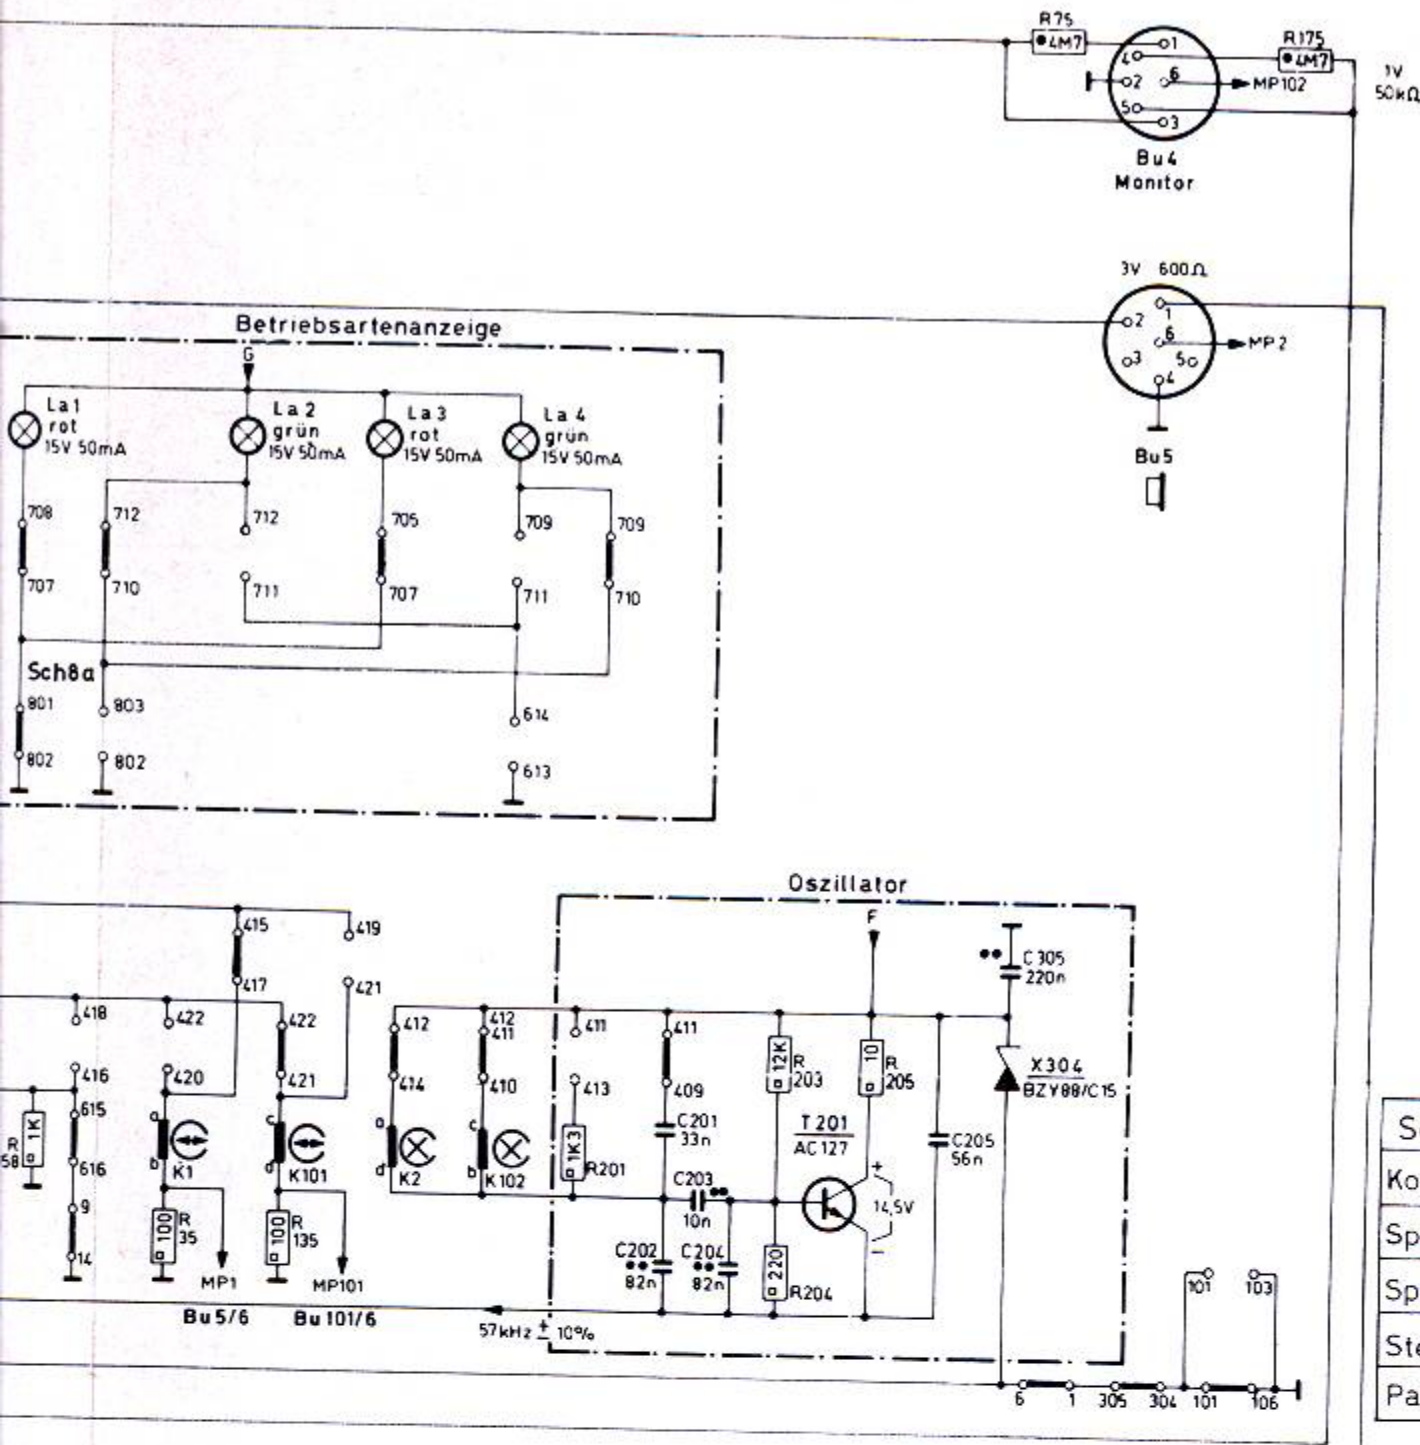 R75
4M7
1
4
2
6
5
3
MP102
R175
4M7
1V
50kΩ
Bu4
Monitor
3V 600Ω
1
2
6
3
5
4
MP2
Bu5
Betriebsartenanzeige
G
La1
rot
15V 50mA
La 2
grün
15V 50mA
La 3
rot
15V 50mA
La 4
grün
15V 50mA
708
712
712
705
709
709
707
710
711
707
711
710
Sch8a
801
803
614
802
802
613
Oszillator
415
419
F
417
421
C305
220n
418
422
422
412
412
411
411
411
416
420
421
414
410
413
409
12K
R
203
10
R
205
X304
BZY88/C15
615
R
58
1K
616
9
14
a
b
K1
c
d
K101
a
d
K2
c
b
K102
1K3
R201
C201
33n
T201
AC127
C205
56n
C203
10n
+
14,5V
−
100
R
35
100
R
135
C202
82n
C204
82n
220
R204
MP1
MP101
Bu5/6
Bu101/6
57kHz ± 10%
101
103
6
1
305
304
101
106
S
Ko
Sp
Sp
Ste
Pa